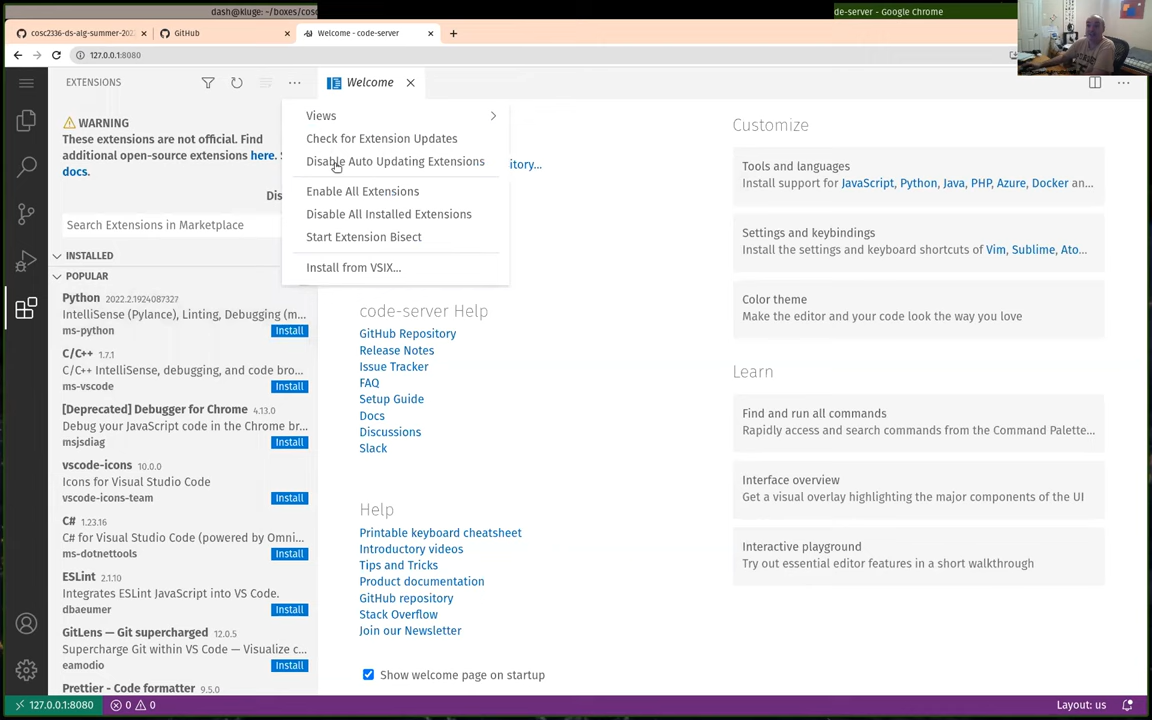 dash@kluge: ~/boxes/cosc
de-server - Google Chrome
cosc2336-ds-alg-summer-202
GitHub
Welcome - code-server
127.0.0.1:8080
EXTENSIONS
Welcome
WARNING
These extensions are not official. Find
additional open-source extensions here. S
docs.
Dis
Search Extensions in Marketplace
INSTALLED
POPULAR
Python 2022.2.1924087327
IntelliSense (Pylance), Linting, Debugging (m...
ms-python Install
C/C++ 1.7.1
C/C++ IntelliSense, debugging, and code bro...
ms-vscode Install
[Deprecated] Debugger for Chrome 4.13.0
Debug your JavaScript code in the Chrome br...
msjsdiag Install
vscode-icons 10.0.0
Icons for Visual Studio Code
vscode-icons-team Install
C# 1.23.16
C# for Visual Studio Code (powered by Omni...
ms-dotnettools Install
ESLint 2.1.10
Integrates ESLint JavaScript into VS Code.
dbaeumer Install
GitLens — Git supercharged 12.0.5
Supercharge Git within VS Code — Visualize c...
eamodio Install
Prettier - Code formatter 9.5.0
Views
Check for Extension Updates
Disable Auto Updating Extensions
Enable All Extensions
Disable All Installed Extensions
Start Extension Bisect
Install from VSIX...
itory...
code-server Help
GitHub Repository
Release Notes
Issue Tracker
FAQ
Setup Guide
Docs
Discussions
Slack
Help
Printable keyboard cheatsheet
Introductory videos
Tips and Tricks
Product documentation
GitHub repository
Stack Overflow
Join our Newsletter
Show welcome page on startup
Customize
Tools and languages
Install support for JavaScript, Python, Java, PHP, Azure, Docker an...
Settings and keybindings
Install the settings and keyboard shortcuts of Vim, Sublime, Ato...
Color theme
Make the editor and your code look the way you love
Learn
Find and run all commands
Rapidly access and search commands from the Command Palette...
Interface overview
Get a visual overlay highlighting the major components of the UI
Interactive playground
Try out essential editor features in a short walkthrough
127.0.0.1:8080 0 0
Layout: us